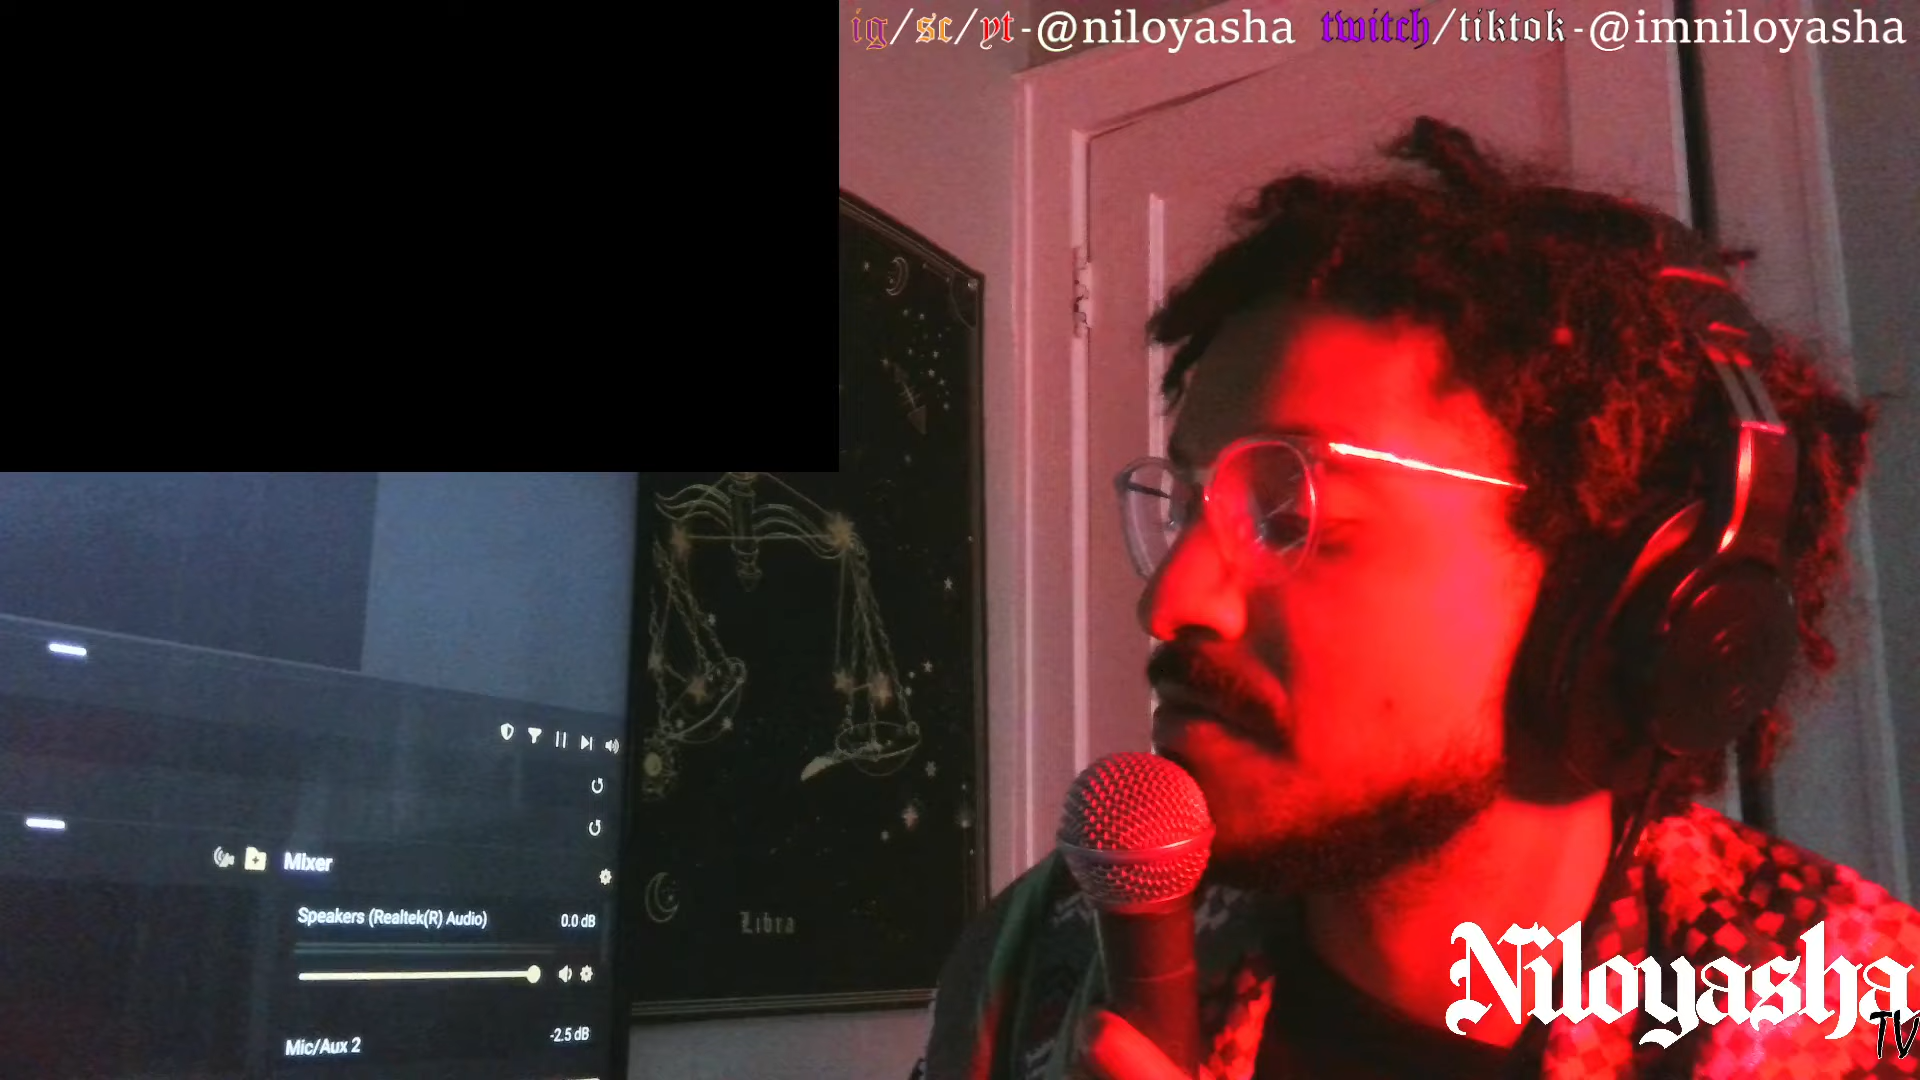 ig/sc/yt-@niloyasha twitch/tiktok-@imniloyasha
Mixer
Speakers (Realtek(R) Audio) 0.0 dB
Mic/Aux 2 -2.5 dB
Libra
Niloyasha
TV